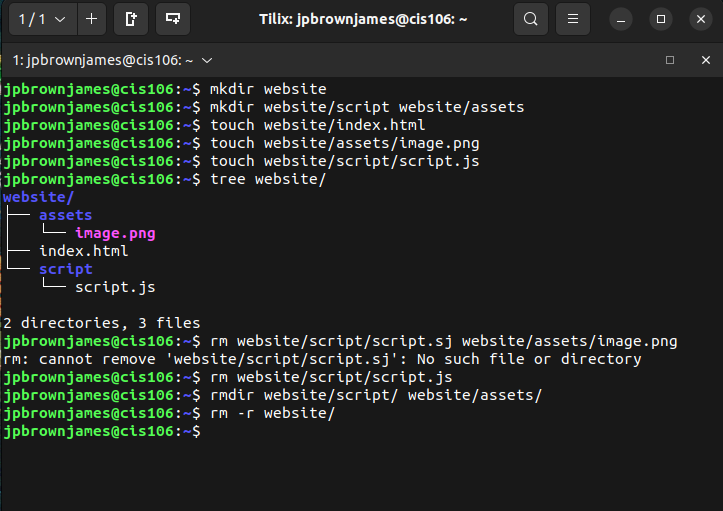 1 / 1
Tilix: jpbrownjames@cis106: ~
1: jpbrownjames@cis106: ~
jpbrownjames@cis106:~$ mkdir website
jpbrownjames@cis106:~$ mkdir website/script website/assets
jpbrownjames@cis106:~$ touch website/index.html
jpbrownjames@cis106:~$ touch website/assets/image.png
jpbrownjames@cis106:~$ touch website/script/script.js
jpbrownjames@cis106:~$ tree website/
website/
├── assets
│   └── image.png
├── index.html
└── script
    └── script.js

2 directories, 3 files
jpbrownjames@cis106:~$ rm website/script/script.sj website/assets/image.png
rm: cannot remove 'website/script/script.sj': No such file or directory
jpbrownjames@cis106:~$ rm website/script/script.js
jpbrownjames@cis106:~$ rmdir website/script/ website/assets/
jpbrownjames@cis106:~$ rm -r website/
jpbrownjames@cis106:~$